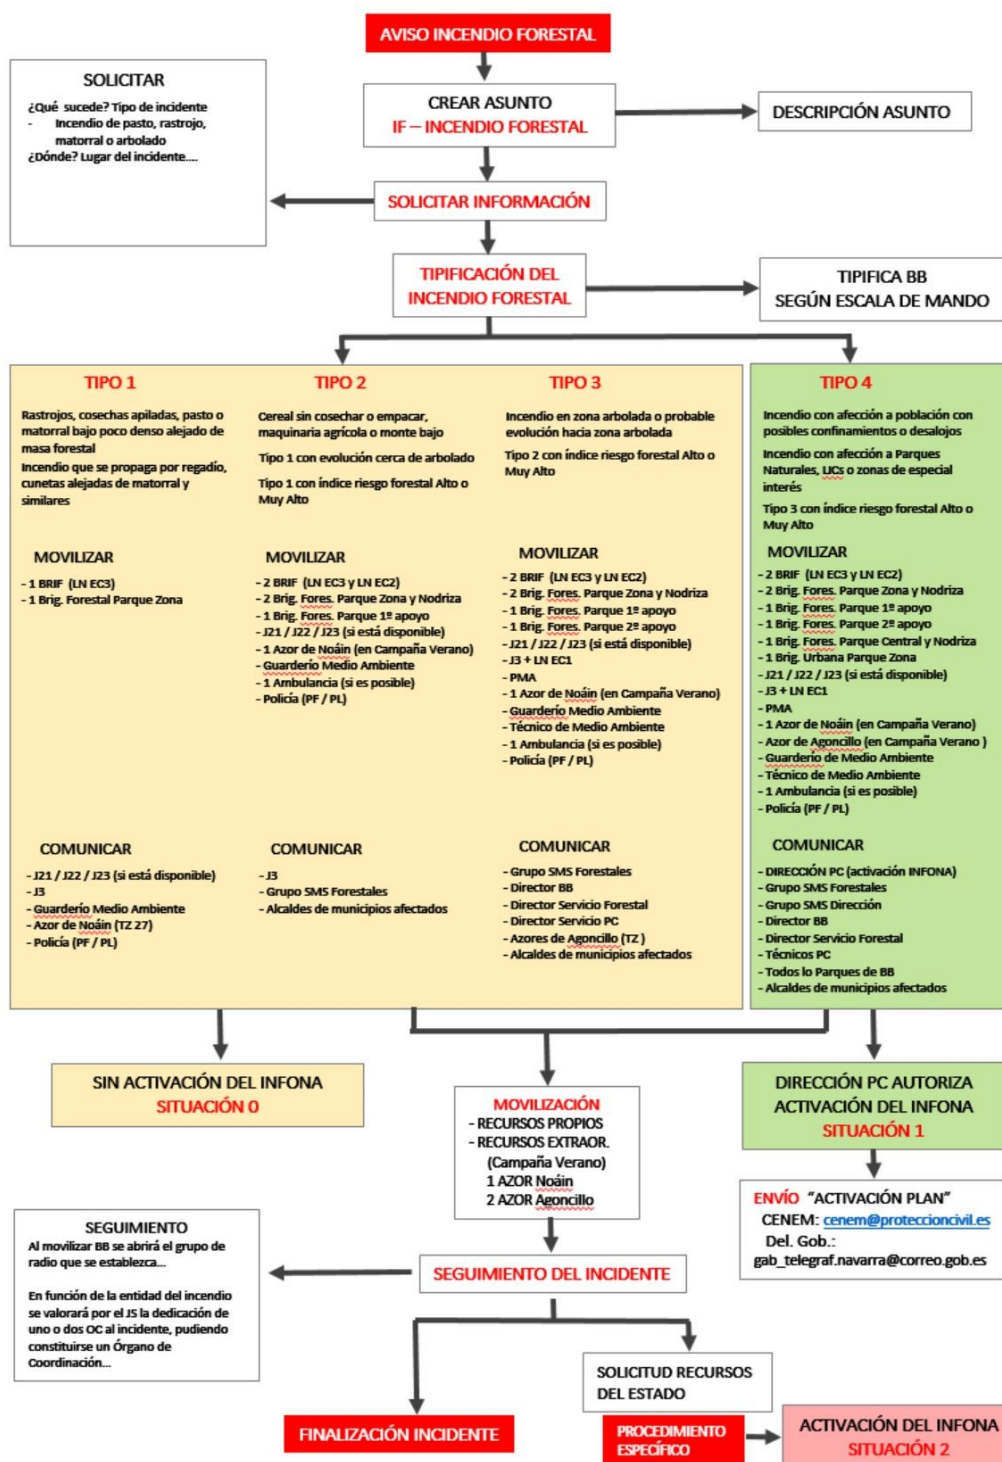 AVISO INCENDIO FORESTAL
SOLICITAR
¿Qué sucede? Tipo de incidente
- Incendio de pasto, rastrojo,
matorral o arbolado
¿Dónde? Lugar del incidente....
CREAR ASUNTO
IF – INCENDIO FORESTAL
DESCRIPCIÓN ASUNTO
SOLICITAR INFORMACIÓN
TIPIFICACIÓN DEL
INCENDIO FORESTAL
TIPIFICA BB
SEGÚN ESCALA DE MANDO
TIPO 1
Rastrojos, cosechas apiladas, pasto o
matorral bajo poco denso alejado de
masa forestal
Incendio que se propaga por regadío,
cunetas alejadas de matorral y
similares
MOVILIZAR
- 1 BRIF (LN EC3)
- 1 Brig. Forestal Parque Zona
COMUNICAR
- J21 / J22 / J23 (si está disponible)
- J3
- Guarderío Medio Ambiente
- Azor de Noáin (TZ 27)
- Policía (PF / PL)
TIPO 2
Cereal sin cosechar o empacar,
maquinaria agrícola o monte bajo
Tipo 1 con evolución cerca de arbolado
Tipo 1 con índice riesgo forestal Alto o
Muy Alto
MOVILIZAR
- 2 BRIF (LN EC3 y LN EC2)
- 2 Brig. Fores. Parque Zona y Nodriza
- 1 Brig. Fores. Parque 1º apoyo
- J21 / J22 / J23 (si está disponible)
- 1 Azor de Noáin (en Campaña Verano)
- Guarderío Medio Ambiente
- 1 Ambulancia (si es posible)
- Policía (PF / PL)
COMUNICAR
- J3
- Grupo SMS Forestales
- Alcaldes de municipios afectados
TIPO 3
Incendio en zona arbolada o probable
evolución hacia zona arbolada
Tipo 2 con índice riesgo forestal Alto o
Muy Alto
MOVILIZAR
- 2 BRIF (LN EC3 y LN EC2)
- 2 Brig. Fores. Parque Zona y Nodriza
- 1 Brig. Fores. Parque 1º apoyo
- 1 Brig. Fores. Parque 2º apoyo
- J21 / J22 / J23 (si está disponible)
- J3 + LN EC1
- PMA
- 1 Azor de Noáin (en Campaña Verano)
- Guarderío Medio Ambiente
- Técnico de Medio Ambiente
- 1 Ambulancia (si es posible)
- Policía (PF / PL)
COMUNICAR
- Grupo SMS Forestales
- Director BB
- Director Servicio Forestal
- Director Servicio PC
- Azores de Agoncillo (TZ )
- Alcaldes de municipios afectados
TIPO 4
Incendio con afección a población con
posibles confinamientos o desalojos
Incendio con afección a Parques
Naturales, LICs o zonas de especial
interés
Tipo 3 con índice riesgo forestal Alto o
Muy Alto
MOVILIZAR
- 2 BRIF (LN EC3 y LN EC2)
- 2 Brig. Fores. Parque Zona y Nodriza
- 1 Brig. Fores. Parque 1º apoyo
- 1 Brig. Fores. Parque 2º apoyo
- 1 Brig. Fores. Parque Central y Nodriza
- 1 Brig. Urbana Parque Zona
- J21 / J22 / J23 (si está disponible)
- J3 + LN EC1
- PMA
- 1 Azor de Noáin (en Campaña Verano)
- Azor de Agoncillo (en Campaña Verano )
- Guarderío de Medio Ambiente
- Técnico de Medio Ambiente
- 1 Ambulancia (si es posible)
- Policía (PF / PL)
COMUNICAR
- DIRECCIÓN PC (activación INFONA)
- Grupo SMS Forestales
- Grupo SMS Dirección
- Director BB
- Director Servicio Forestal
- Técnicos PC
- Todos lo Parques de BB
- Alcaldes de municipios afectados
SIN ACTIVACIÓN DEL INFONA
SITUACIÓN 0
MOVILIZACIÓN
- RECURSOS PROPIOS
- RECURSOS EXTRAOR.
(Campaña Verano)
1 AZOR Noáin
2 AZOR Agoncillo
DIRECCIÓN PC AUTORIZA
ACTIVACIÓN DEL INFONA
SITUACIÓN 1
ENVÍO "ACTIVACIÓN PLAN"
CENEM: cenem@proteccioncivil.es
Del. Gob.:
gab_telegraf.navarra@correo.gob.es
SEGUIMIENTO
Al movilizar BB se abrirá el grupo de
radio que se establezca...
En función de la entidad del incendio
se valorará por el JS la dedicación de
uno o dos OC al incidente, pudiendo
constituirse un Órgano de
Coordinación...
SEGUIMIENTO DEL INCIDENTE
SOLICITUD RECURSOS
DEL ESTADO
FINALIZACIÓN INCIDENTE
PROCEDIMIENTO
ESPECÍFICO
ACTIVACIÓN DEL INFONA
SITUACIÓN 2